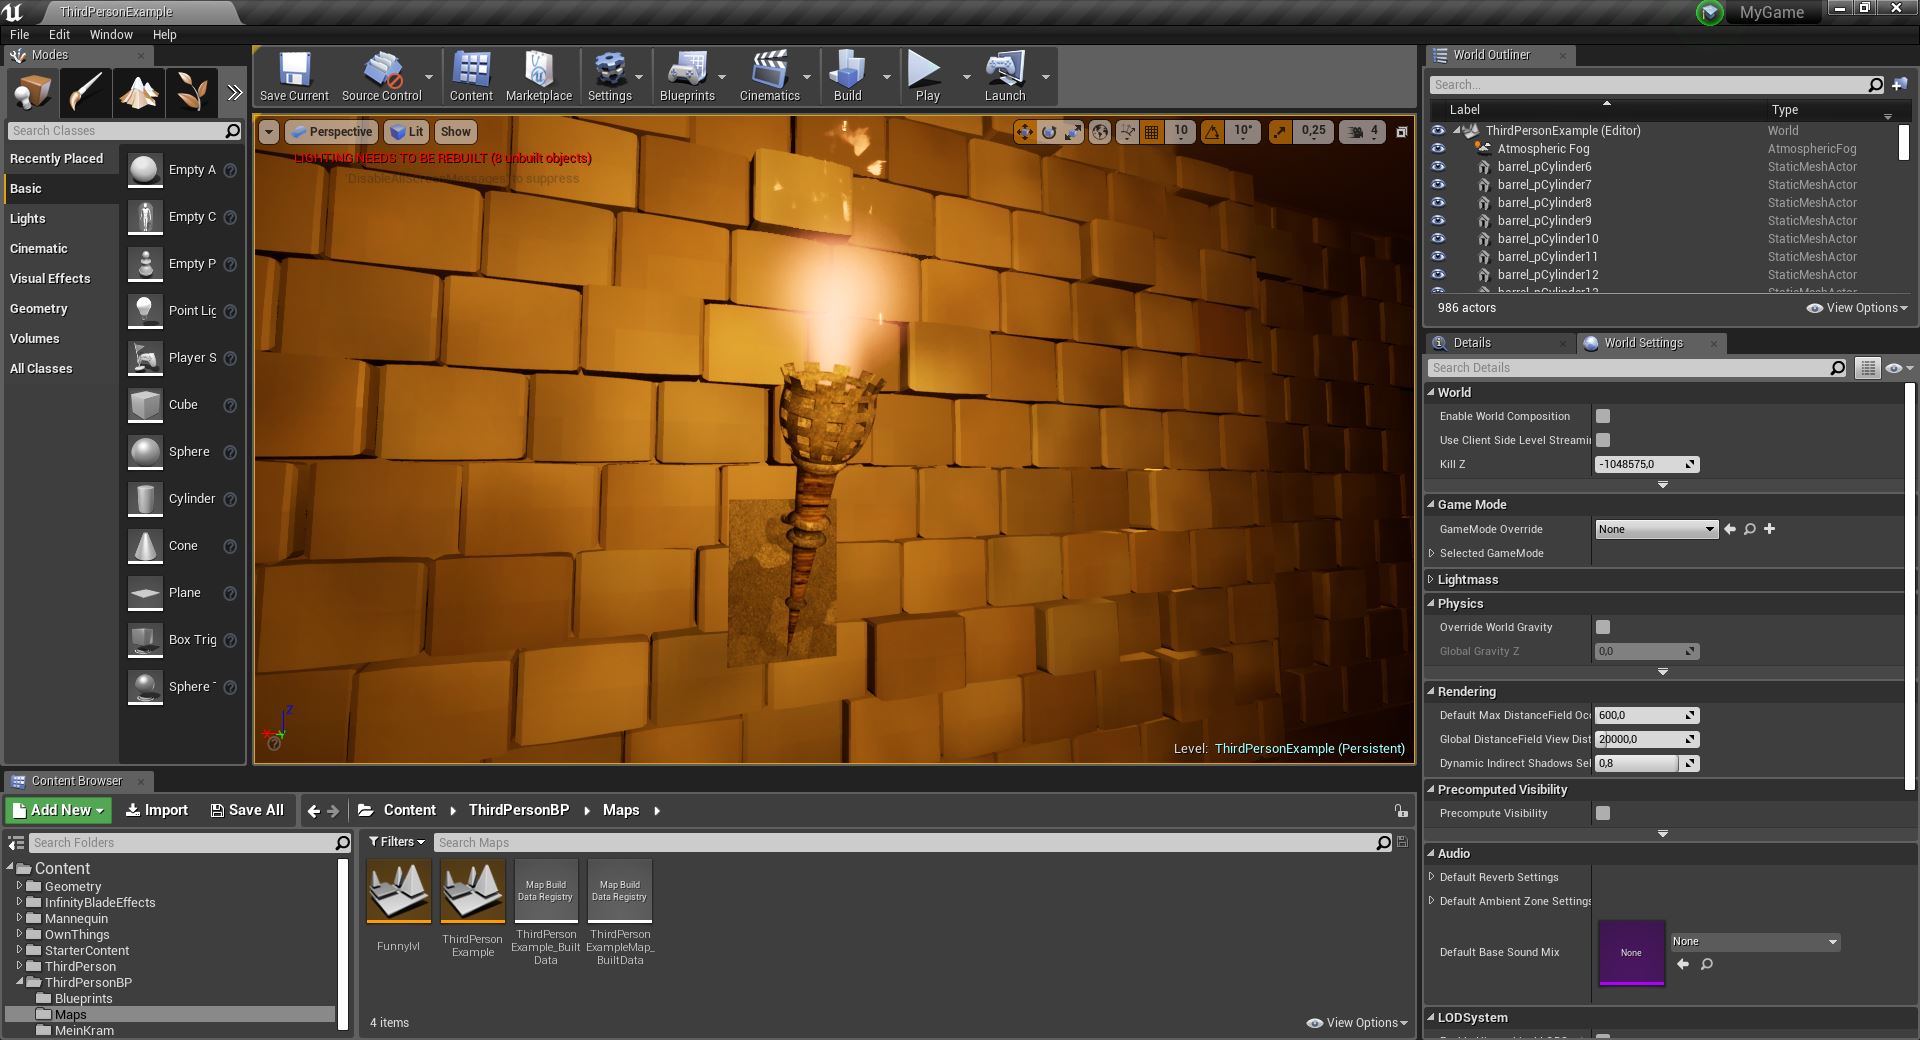 ThirdPersonExample
MyGame
File Edit Window Help
Modes
Search Classes
Recently Placed
Basic
Lights
Cinematic
Visual Effects
Geometry
Volumes
All Classes
Empty A
Empty C
Empty P
Point Lig
Player S
Cube
Sphere
Cylinder
Cone
Plane
Box Trig
Sphere
Save Current Source Control Content Marketplace Settings Blueprints Cinematics Build Play Launch
Perspective Lit Show
10 10° 0,25 4
LIGHTING NEEDS TO BE REBUILT (8 unbuilt objects)
'DisableAllScreenMessages' to suppress
Z
Level: ThirdPersonExample (Persistent)
World Outliner
Search...
Label Type
ThirdPersonExample (Editor) World
Atmospheric Fog AtmosphericFog
barrel_pCylinder6 StaticMeshActor
barrel_pCylinder7 StaticMeshActor
barrel_pCylinder8 StaticMeshActor
barrel_pCylinder9 StaticMeshActor
barrel_pCylinder10 StaticMeshActor
barrel_pCylinder11 StaticMeshActor
barrel_pCylinder12 StaticMeshActor
barrel_pCylinder13 StaticMeshActor
986 actors View Options
Details World Settings
Search Details
World
Enable World Composition
Use Client Side Level Streami
Kill Z -1048575,0
Game Mode
GameMode Override None
Selected GameMode
Lightmass
Physics
Override World Gravity
Global Gravity Z 0,0
Rendering
Default Max DistanceField Occ 600,0
Global DistanceField View Dist 20000,0
Dynamic Indirect Shadows Sel 0,8
Precomputed Visibility
Precompute Visibility
Audio
Default Reverb Settings
Default Ambient Zone Settings
Default Base Sound Mix None None
LODSystem
Content Browser
Add New Import Save All Content ThirdPersonBP Maps
Search Folders
Content
Geometry
InfinityBladeEffects
Mannequin
OwnThings
StarterContent
ThirdPerson
ThirdPersonBP
Blueprints
Maps
MeinKram
Filters Search Maps
Map Build
Data Registry
Map Build
Data Registry
Funnylvl
ThirdPerson
Example
ThirdPerson
Example_Built
Data
ThirdPerson
ExampleMap_
BuiltData
4 items View Options